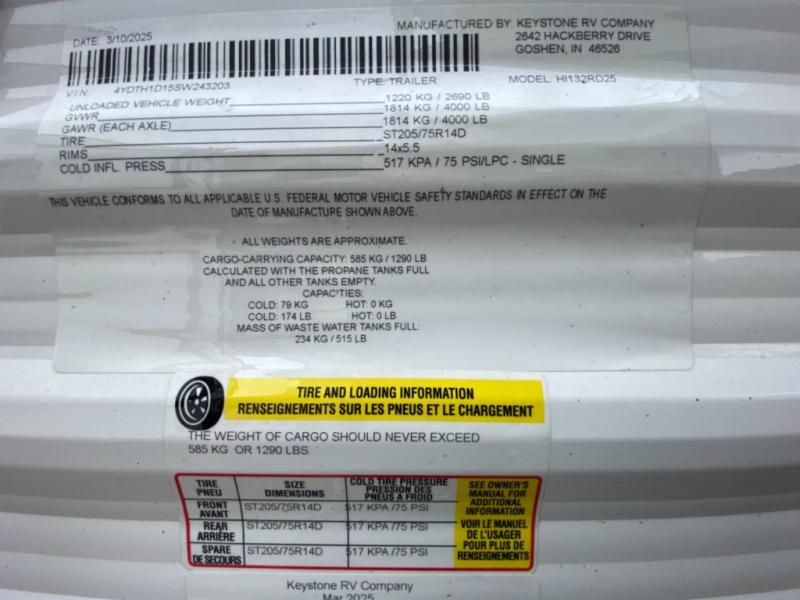 DATE: 3/10/2025
MANUFACTURED BY: KEYSTONE RV COMPANY
2642 HACKBERRY DRIVE
GOSHEN, IN 46526
V.I.N.: 4YDTH1D15SW243203 TYPE: TRAILER MODEL: HI132RD25
UNLOADED VEHICLE WEIGHT 1220 KG / 2690 LB
GVWR 1814 KG / 4000 LB
GAWR (EACH AXLE) 1814 KG / 4000 LB
TIRE ST205/75R14D
RIMS 14x5.5
COLD INFL. PRESS 517 KPA / 75 PSI/LPC - SINGLE
THIS VEHICLE CONFORMS TO ALL APPLICABLE U.S. FEDERAL MOTOR VEHICLE SAFETY STANDARDS IN EFFECT ON THE
DATE OF MANUFACTURE SHOWN ABOVE.
ALL WEIGHTS ARE APPROXIMATE.
CARGO-CARRYING CAPACITY: 585 KG / 1290 LB
CALCULATED WITH THE PROPANE TANKS FULL
AND ALL OTHER TANKS EMPTY.
CAPACITIES:
COLD: 79 KG HOT: 0 KG
COLD: 174 LB HOT: 0 LB
MASS OF WASTE WATER TANKS FULL:
234 KG / 515 LB
TIRE AND LOADING INFORMATION
RENSEIGNEMENTS SUR LES PNEUS ET LE CHARGEMENT
THE WEIGHT OF CARGO SHOULD NEVER EXCEED
585 KG OR 1290 LBS.
TIRE
PNEU
SIZE
DIMENSIONS
COLD TIRE PRESSURE
PRESSION DES
PNEUS A FROID
FRONT
AVANT
ST205/75R14D
517 KPA /75 PSI
REAR
ARRIÈRE
ST205/75R14D
517 KPA /75 PSI
SPARE
DE SECOURS
ST205/75R14D
517 KPA /75 PSI
SEE OWNER'S
MANUAL FOR
ADDITIONAL
INFORMATION
VOIR LE MANUEL
DE L'USAGER
POUR PLUS DE
RENSEIGNEMENTS
Keystone RV Company
Mar 2025